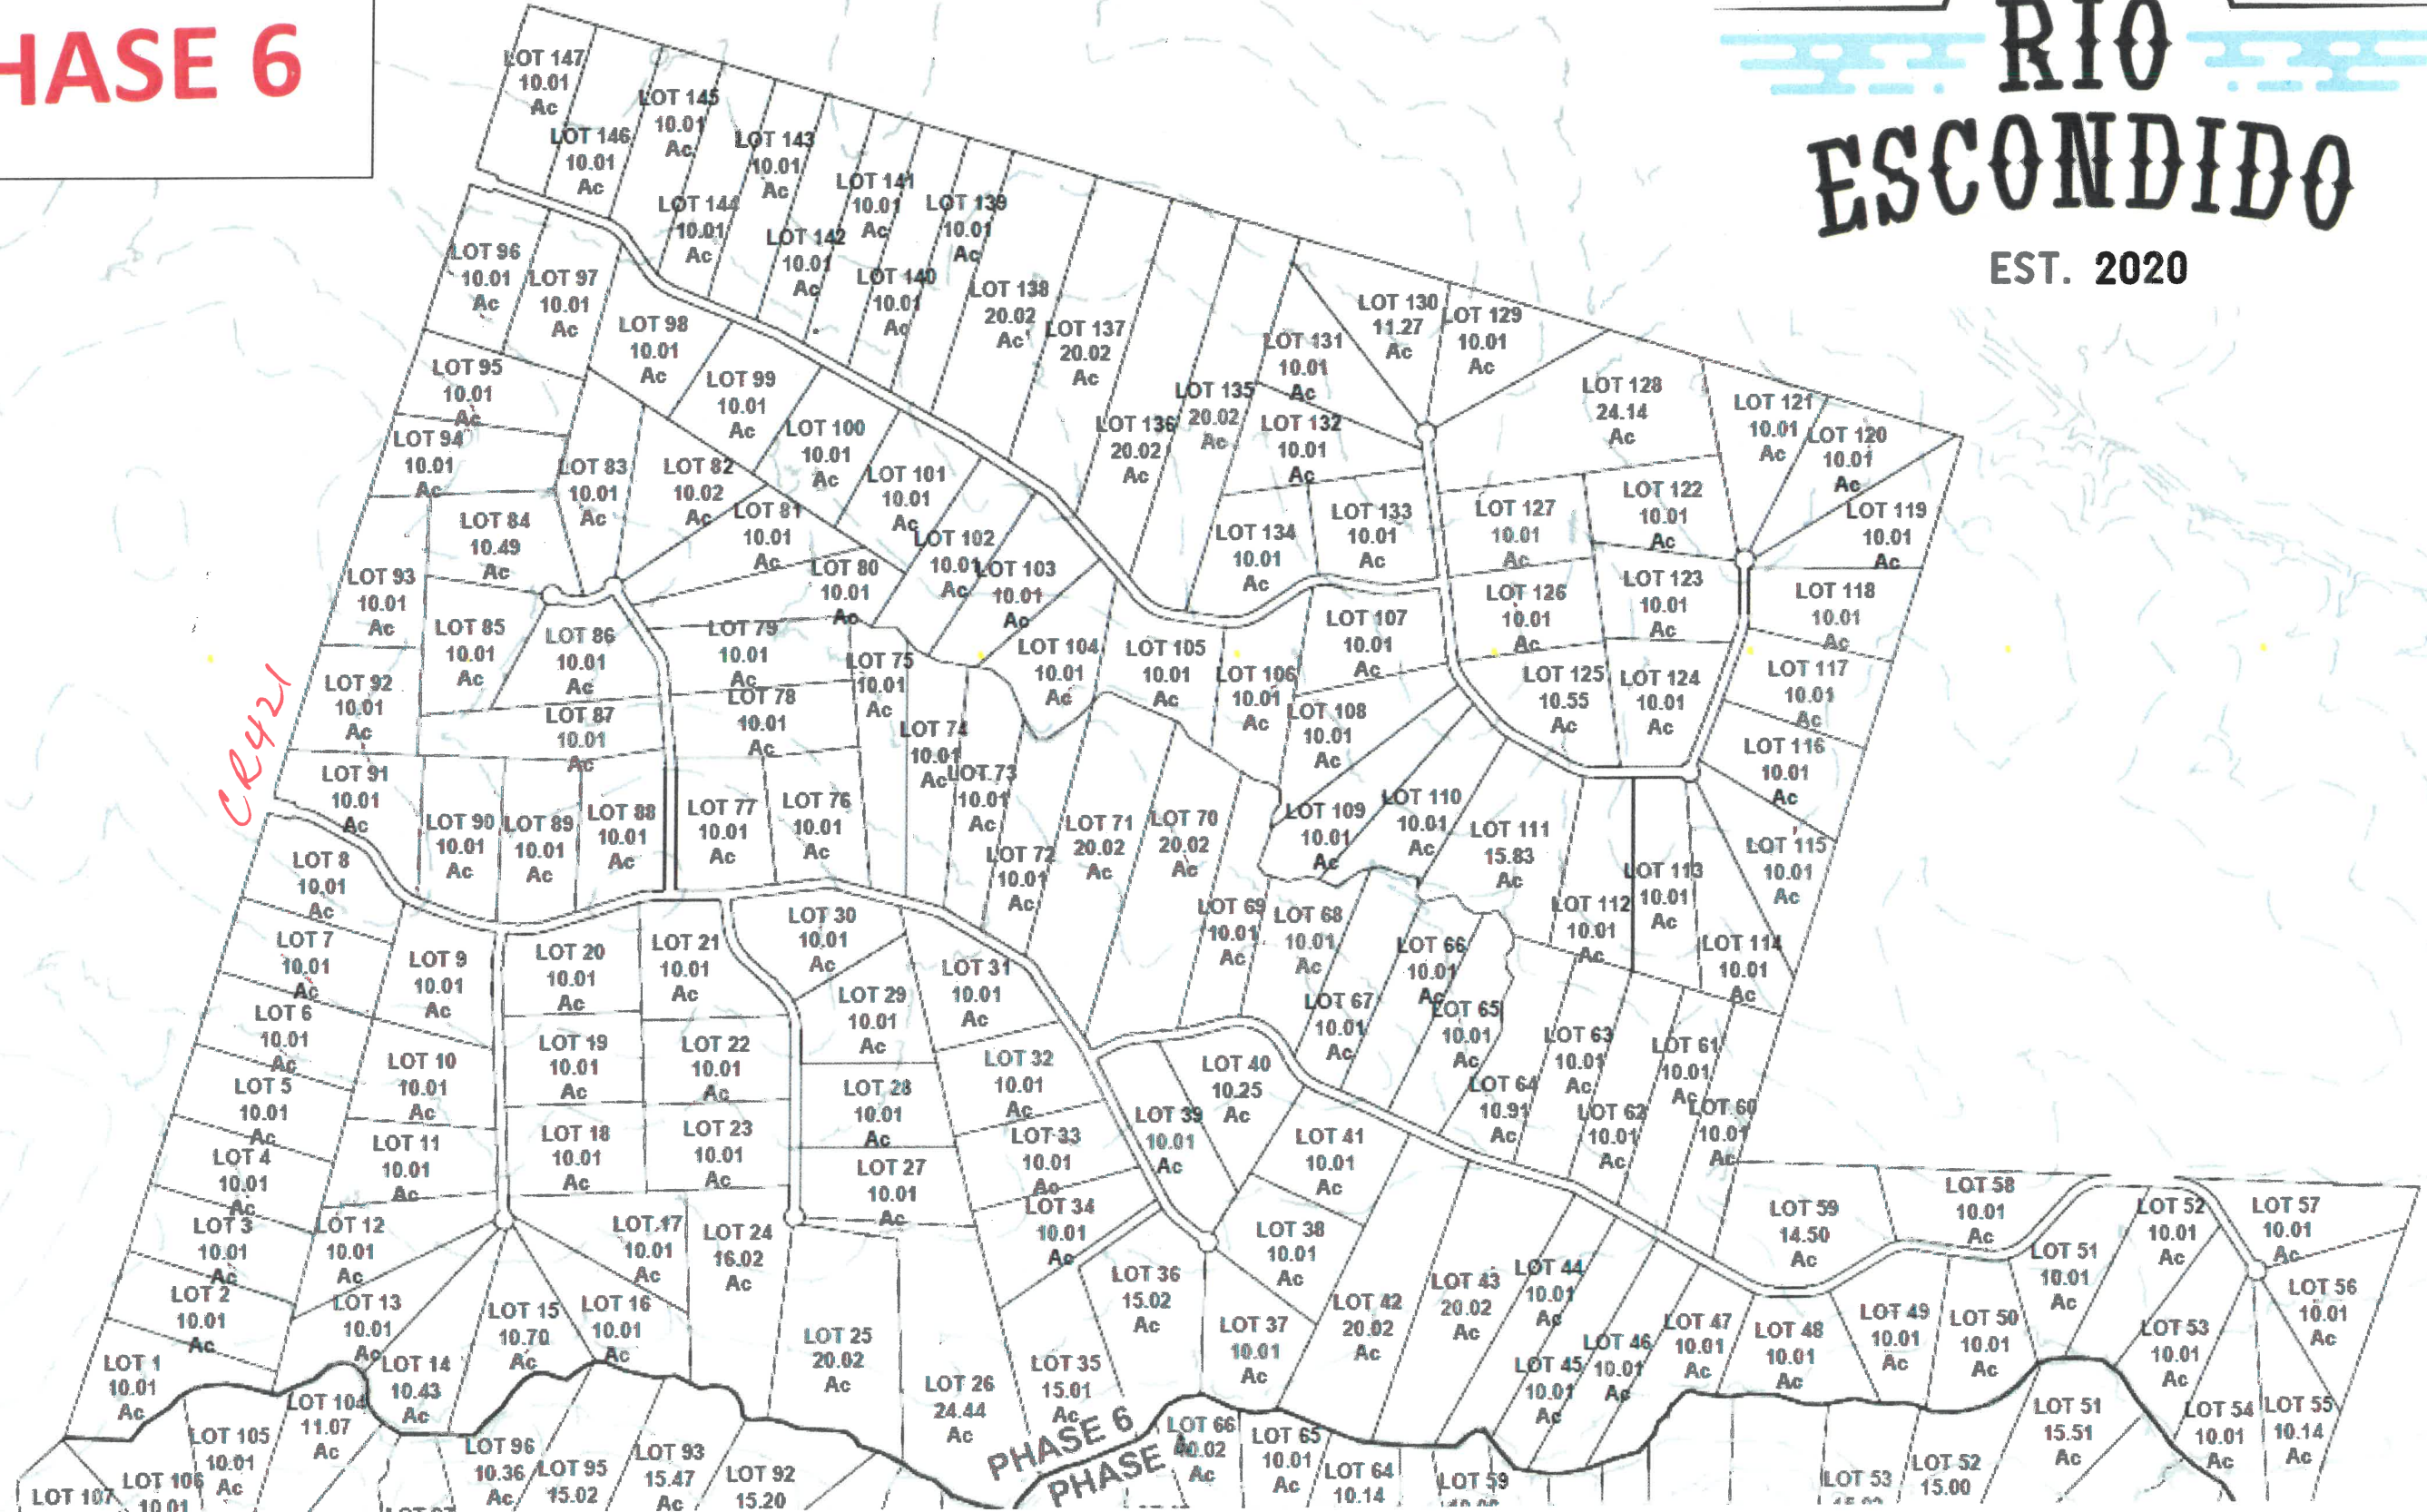 HASE 6
RIO
ESCONDIDO
EST. 2020
LOT 147
10.01
Ac
LOT 146
10.01
Ac
LOT 145
10.01
Ac
LOT 144
10.01
Ac
LOT 143
10.01
Ac
LOT 142
10.01
Ac
LOT 141
10.01
Ac
LOT 140
10.01
Ac
LOT 139
10.01
Ac
LOT 138
20.02
Ac
LOT 137
20.02
Ac
LOT 136
20.02
Ac
LOT 135
20.02
Ac
LOT 131
10.01
Ac
LOT 132
10.01
Ac
LOT 130
11.27
Ac
LOT 129
10.01
Ac
LOT 128
24.14
Ac
LOT 121
10.01
Ac
LOT 120
10.01
Ac
LOT 119
10.01
Ac
LOT 96
10.01
Ac
LOT 97
10.01
Ac
LOT 98
10.01
Ac
LOT 99
10.01
Ac
LOT 100
10.01
Ac
LOT 101
10.01
Ac
LOT 102
10.01
Ac
LOT 103
10.01
Ac
LOT 95
10.01
Ac
LOT 94
10.01
Ac
LOT 83
10.01
Ac
LOT 82
10.02
Ac
LOT 81
10.01
Ac
LOT 80
10.01
Ac
LOT 84
10.49
Ac
LOT 134
10.01
Ac
LOT 133
10.01
Ac
LOT 127
10.01
Ac
LOT 122
10.01
Ac
LOT 93
10.01
Ac
LOT 85
10.01
Ac
LOT 86
10.01
Ac
LOT 79
10.01
Ac
LOT 75
10.01
Ac
LOT 104
10.01
Ac
LOT 105
10.01
Ac
LOT 106
10.01
Ac
LOT 107
10.01
Ac
LOT 126
10.01
Ac
LOT 123
10.01
Ac
LOT 118
10.01
Ac
LOT 92
10.01
Ac
LOT 87
10.01
Ac
LOT 78
10.01
Ac
LOT 74
10.01
Ac
LOT 108
10.01
Ac
LOT 125
10.55
Ac
LOT 124
10.01
Ac
LOT 117
10.01
Ac
LOT 116
10.01
Ac
CR421
LOT 91
10.01
Ac
LOT 90
10.01
Ac
LOT 89
10.01
Ac
LOT 88
10.01
Ac
LOT 77
10.01
Ac
LOT 76
10.01
Ac
LOT 73
10.01
Ac
LOT 72
10.01
Ac
LOT 71
20.02
Ac
LOT 70
20.02
Ac
LOT 109
10.01
Ac
LOT 110
10.01
Ac
LOT 111
15.83
Ac
LOT 112
10.01
Ac
LOT 113
10.01
Ac
LOT 115
10.01
Ac
LOT 114
10.01
Ac
LOT 8
10.01
Ac
LOT 7
10.01
Ac
LOT 9
10.01
Ac
LOT 20
10.01
Ac
LOT 21
10.01
Ac
LOT 30
10.01
Ac
LOT 31
10.01
Ac
LOT 69
10.01
Ac
LOT 68
10.01
Ac
LOT 67
10.01
Ac
LOT 66
10.01
Ac
LOT 65
10.01
Ac
LOT 6
10.01
Ac
LOT 29
10.01
Ac
LOT 10
10.01
Ac
LOT 19
10.01
Ac
LOT 22
10.01
Ac
LOT 32
10.01
Ac
LOT 40
10.25
Ac
LOT 64
10.91
Ac
LOT 63
10.01
Ac
LOT 62
10.01
Ac
LOT 61
10.01
Ac
LOT 60
10.01
Ac
LOT 5
10.01
Ac
LOT 28
10.01
Ac
LOT 11
10.01
Ac
LOT 18
10.01
Ac
LOT 23
10.01
Ac
LOT 33
10.01
Ac
LOT 39
10.01
Ac
LOT 41
10.01
Ac
LOT 4
10.01
Ac
LOT 27
10.01
Ac
LOT 3
10.01
Ac
LOT 12
10.01
Ac
LOT 17
10.01
Ac
LOT 24
16.02
Ac
LOT 34
10.01
Ac
LOT 38
10.01
Ac
LOT 59
14.50
Ac
LOT 58
10.01
Ac
LOT 52
10.01
Ac
LOT 57
10.01
Ac
LOT 2
10.01
Ac
LOT 13
10.01
Ac
LOT 15
10.70
Ac
LOT 16
10.01
Ac
LOT 36
15.02
Ac
LOT 37
10.01
Ac
LOT 42
20.02
Ac
LOT 43
20.02
Ac
LOT 44
10.01
Ac
LOT 51
10.01
Ac
LOT 56
10.01
Ac
LOT 1
10.01
Ac
LOT 14
10.43
Ac
LOT 25
20.02
Ac
LOT 26
24.44
Ac
LOT 35
15.01
Ac
LOT 45
10.01
Ac
LOT 46
10.01
Ac
LOT 47
10.01
Ac
LOT 48
10.01
Ac
LOT 49
10.01
Ac
LOT 50
10.01
Ac
LOT 53
10.01
Ac
LOT 54
10.01
Ac
LOT 55
10.14
Ac
PHASE 6
PHASE
LOT 107
LOT 106
10.01
LOT 105
10.01
Ac
LOT 104
11.07
Ac
LOT 96
10.36
Ac
LOT 95
15.02
LOT 93
15.47
Ac
LOT 92
15.20
LOT 66
Ac
LOT 65
10.01
Ac
LOT 64
10.14
LOT 59
LOT 53
LOT 52
15.00
LOT 51
15.51
Ac